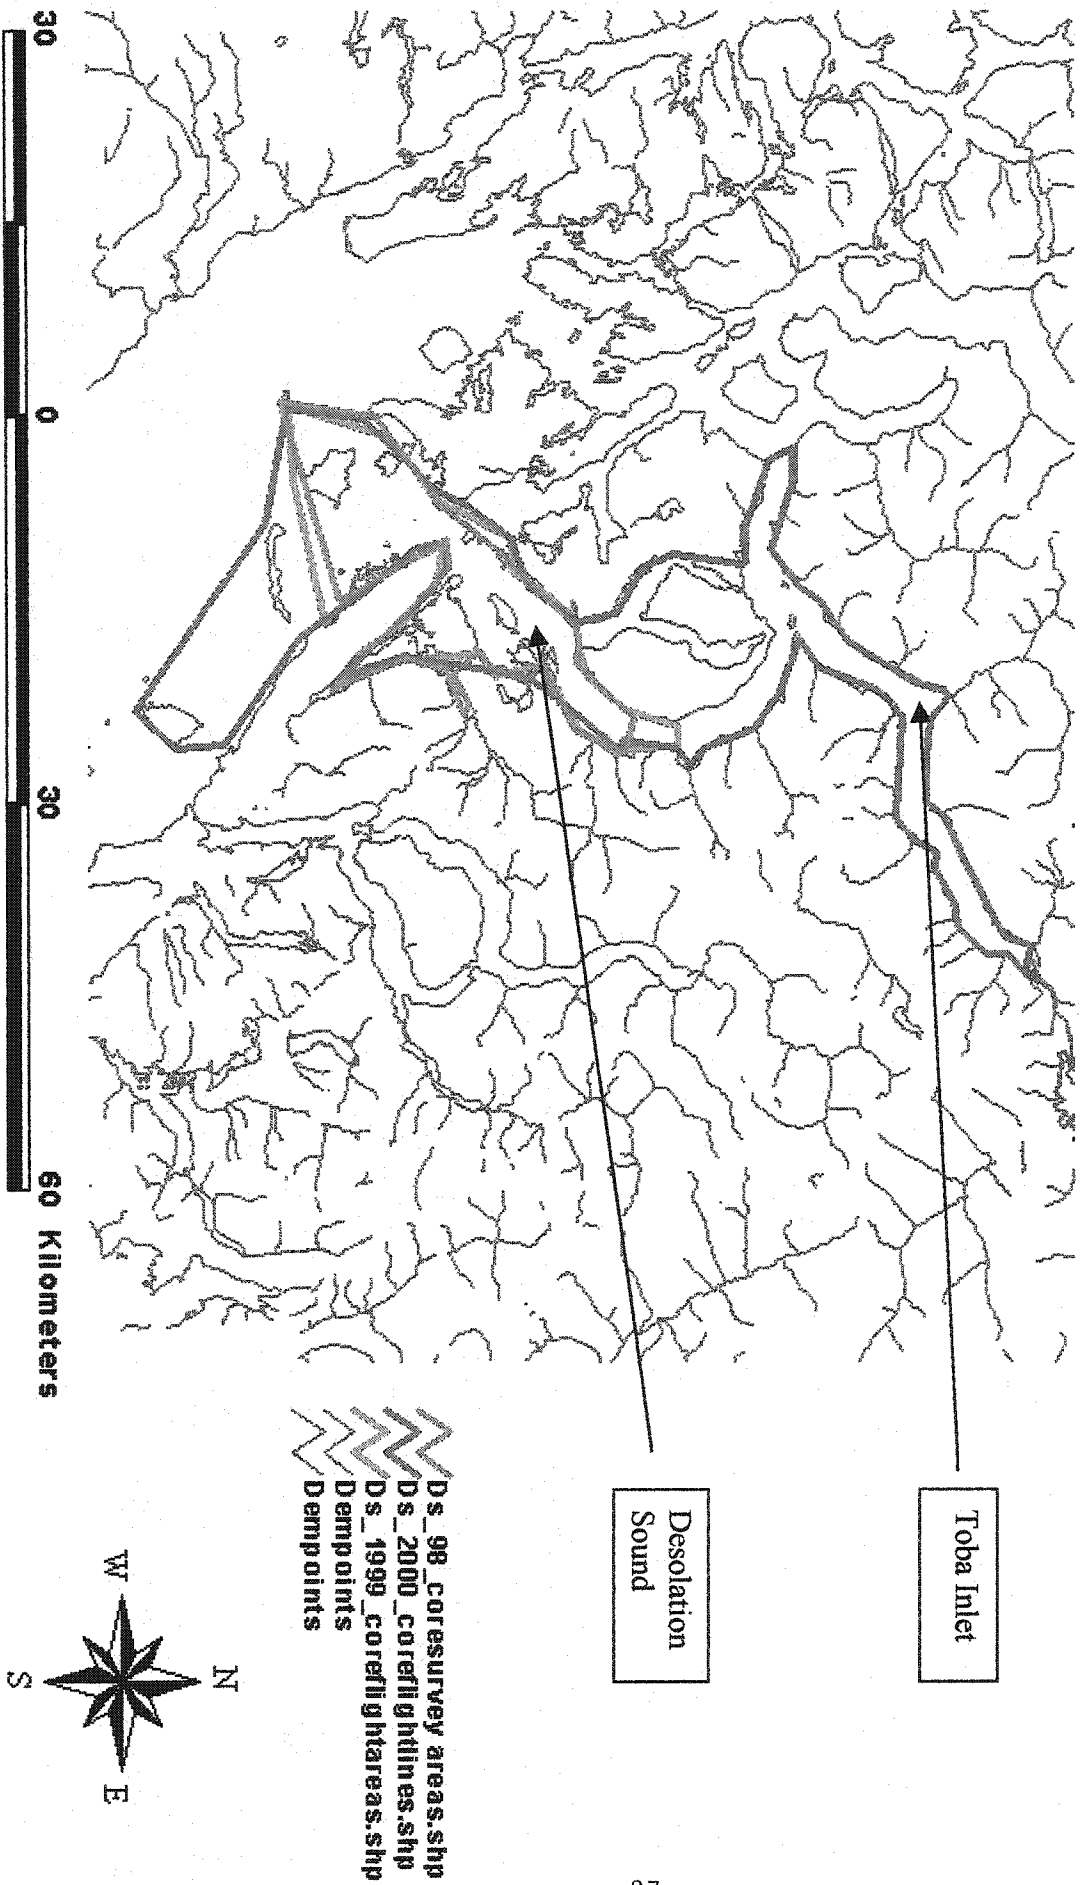 Toba Inlet
Desolation
Sound
Ds_98_coresurvey areas.shp
Ds_2000_coreflightlines.shp
Ds_1999_coreflightareas.shp
Dempoints
Dempoints
N
W
E
S
30
0
30
60 Kilometers